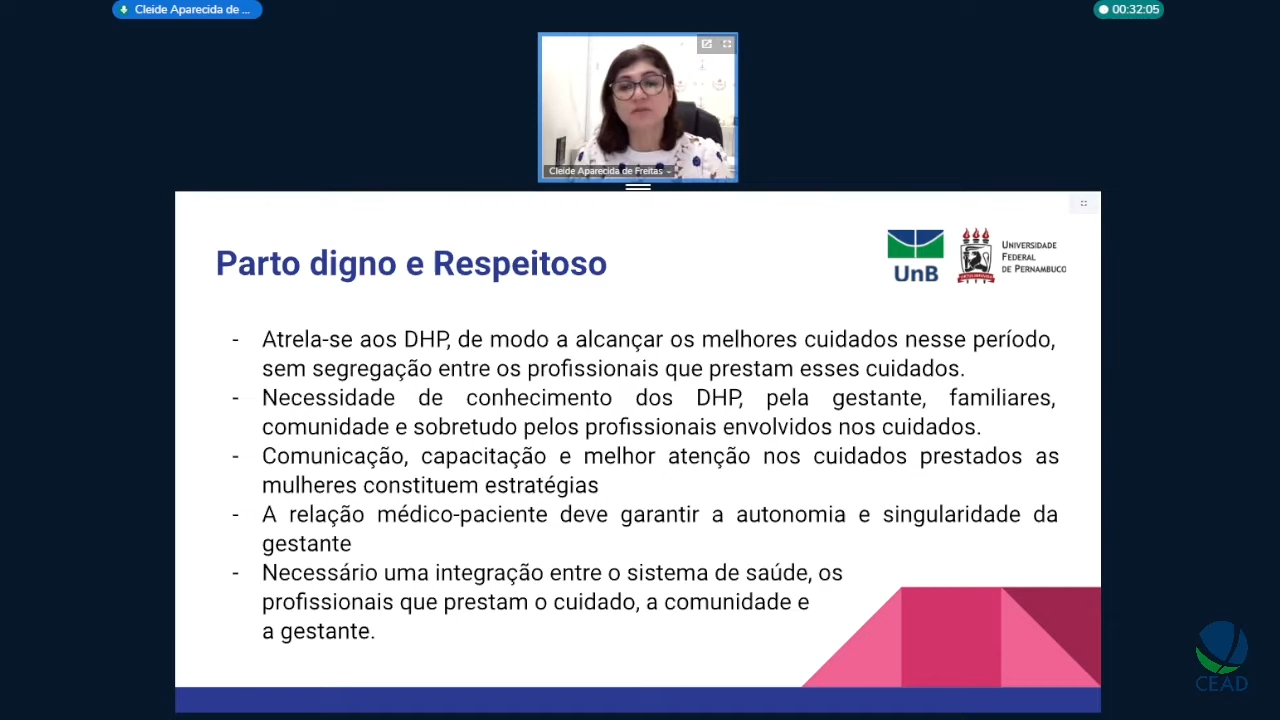 Cleide Aparecida de ...
00:32:05
Cleide Aparecida de Freitas
Parto digno e Respeitoso
UnB
UNIVERSIDADE
FEDERAL
DE PERNAMBUCO
- Atrela-se aos DHP, de modo a alcançar os melhores cuidados nesse período,
sem segregação entre os profissionais que prestam esses cuidados.
- Necessidade de conhecimento dos DHP, pela gestante, familiares,
comunidade e sobretudo pelos profissionais envolvidos nos cuidados.
- Comunicação, capacitação e melhor atenção nos cuidados prestados as
mulheres constituem estratégias
- A relação médico-paciente deve garantir a autonomia e singularidade da
gestante
- Necessário uma integração entre o sistema de saúde, os
profissionais que prestam o cuidado, a comunidade e
a gestante.
CEAD